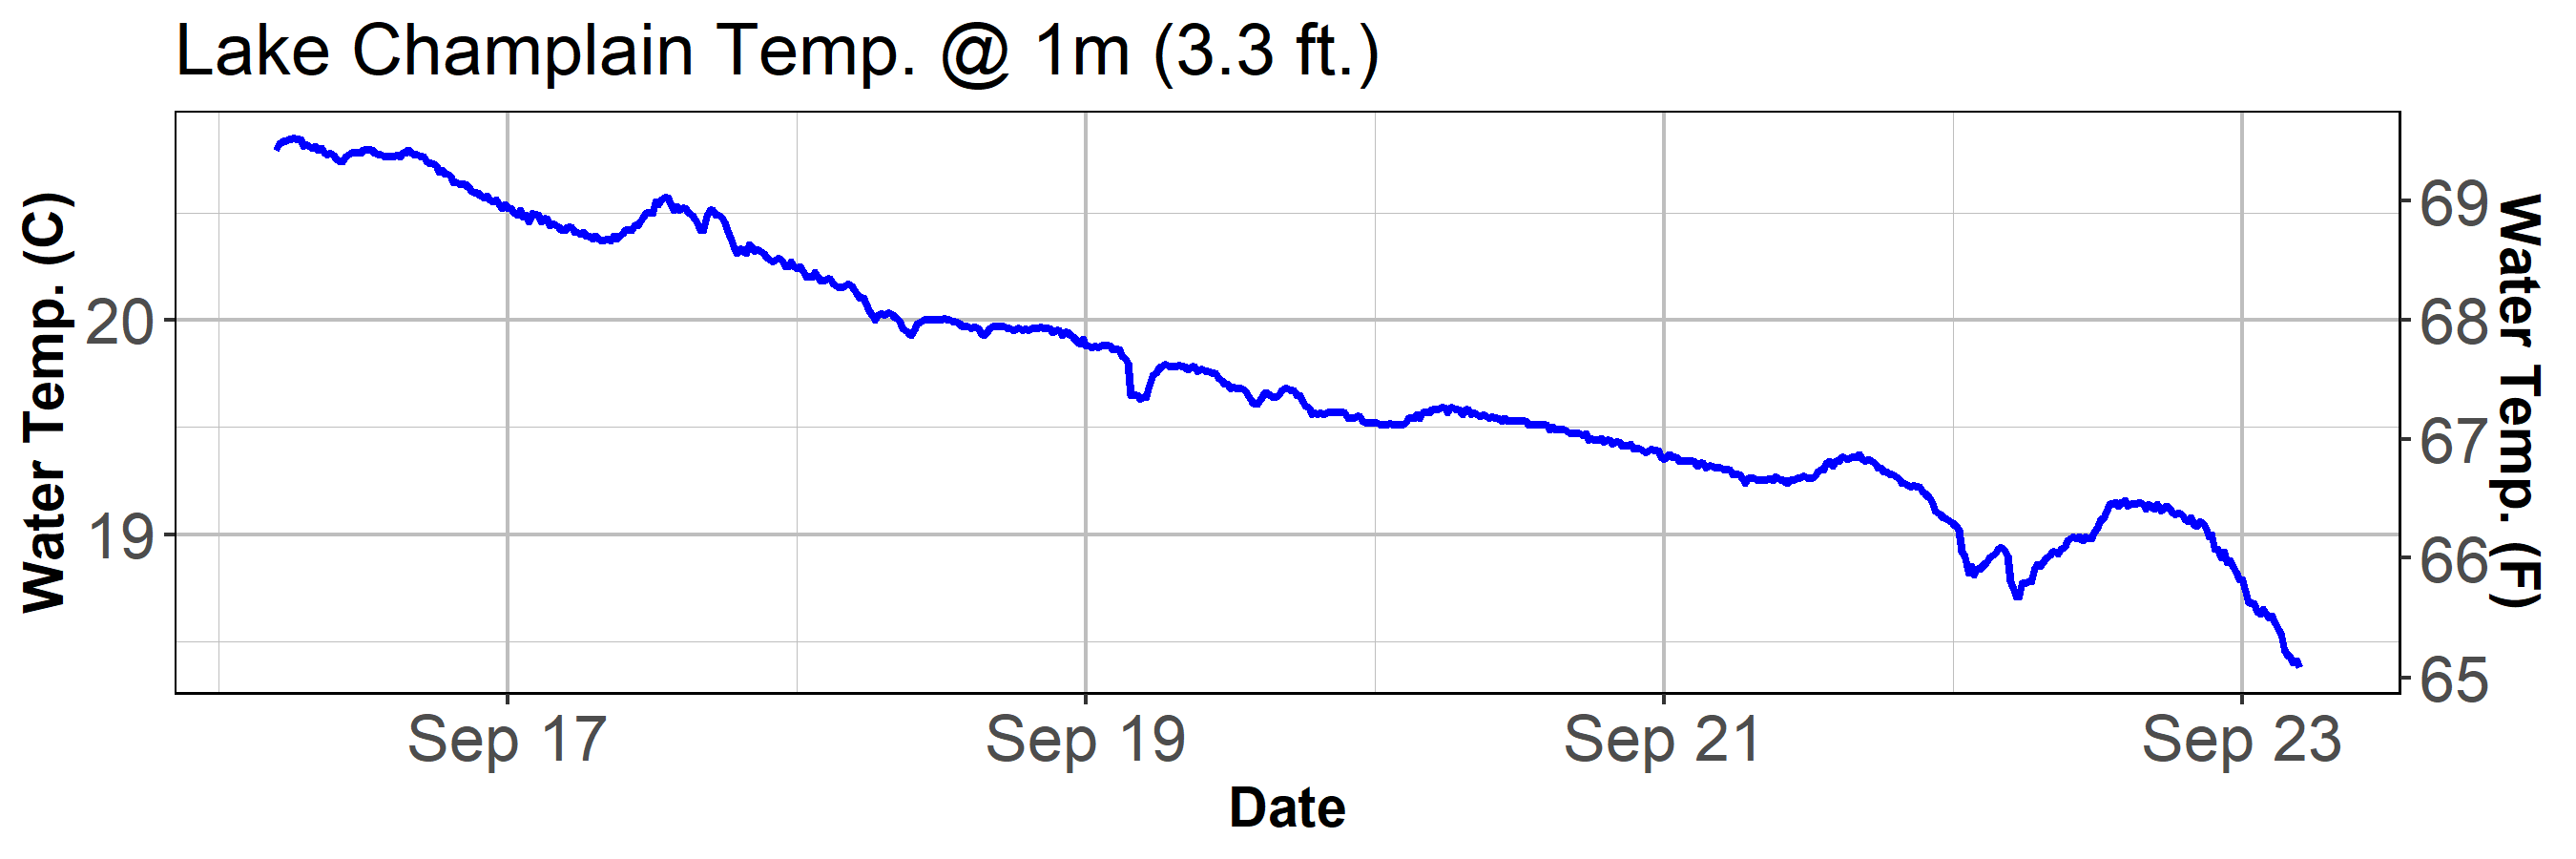 Lake Champlain Temp. @ 1m (3.3 ft.)
Water Temp. (C)
20
19
69
68
67
66
65
Water Temp. (F)
Sep 17
Sep 19
Sep 21
Sep 23
Date